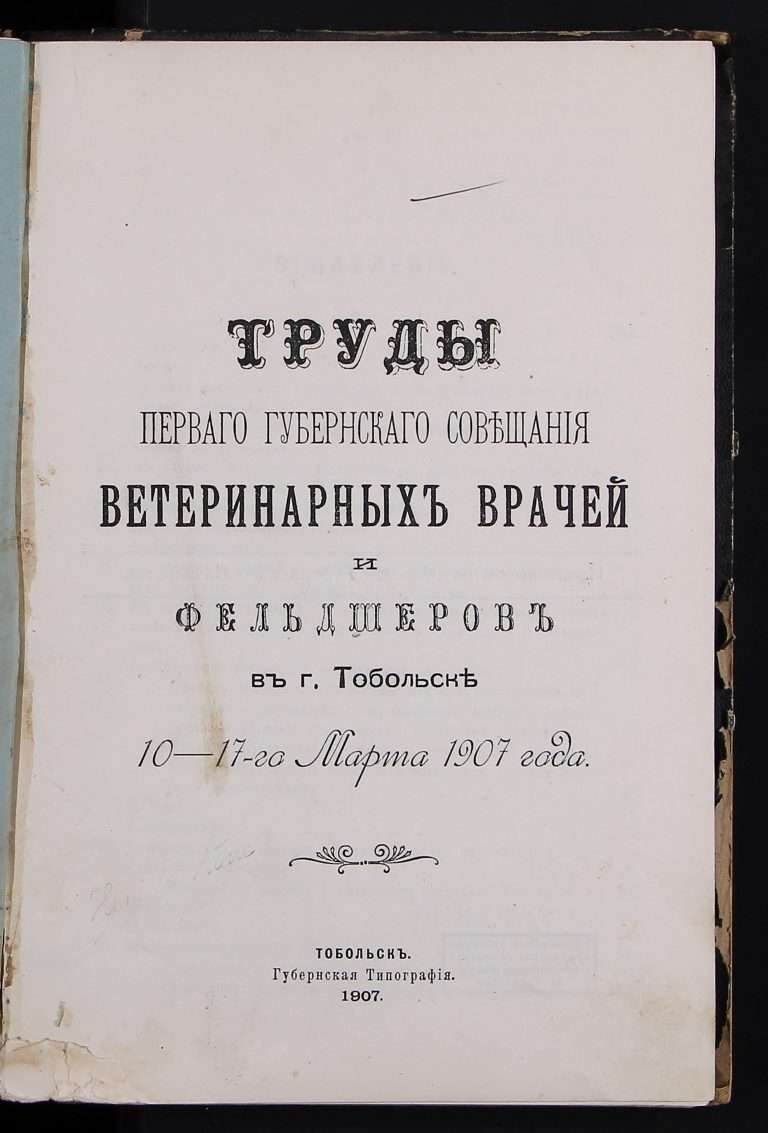 ТРУДЫ
ПЕРВАГО ГУБЕРНСКАГО СОВѢЩАНІЯ
ВЕТЕРИНАРНЫХЪ ВРАЧЕЙ
И
ФЕЛЬДШЕРОВЪ
въ г. Тобольскѣ
10—17-го Марта 1907 года.
ТОБОЛЬСКЪ.
Губернская Типографія.
1907.